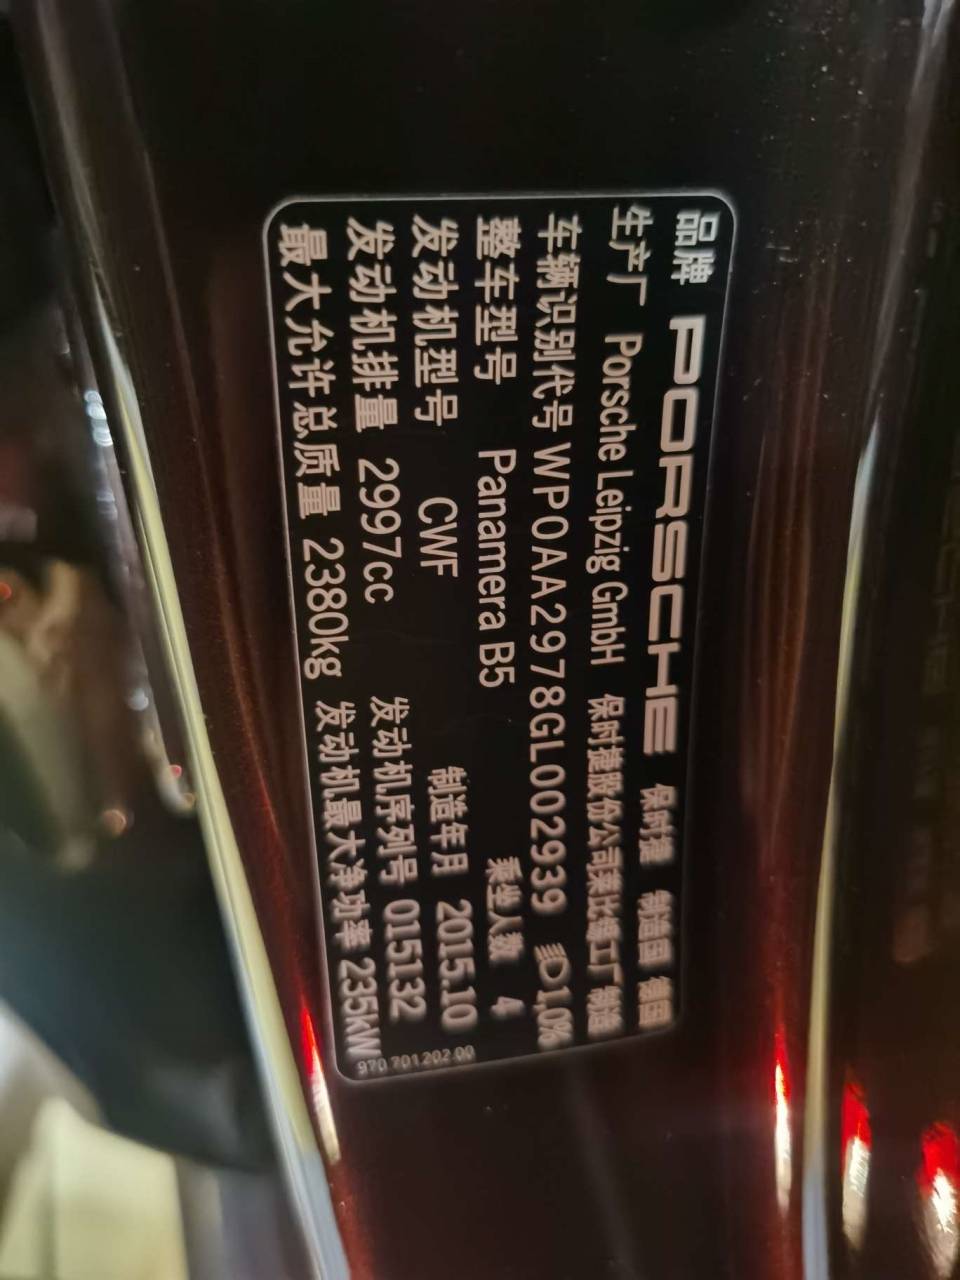 品牌 PORSCHE 保时捷 制造国 德国
生产厂 Porsche Leipzig GmbH 保时捷股份公司莱比锡工厂 制造
车辆识别代号 WP0AA2978GL002939 1,0%
整车型号 Panamera B5 乘坐人数 4
发动机型号 CWF 制造年月 2015.10
发动机排量 2997cc 发动机序列号 015132
最大允许总质量 2380kg 发动机最大净功率 235kW
970 701 202 00